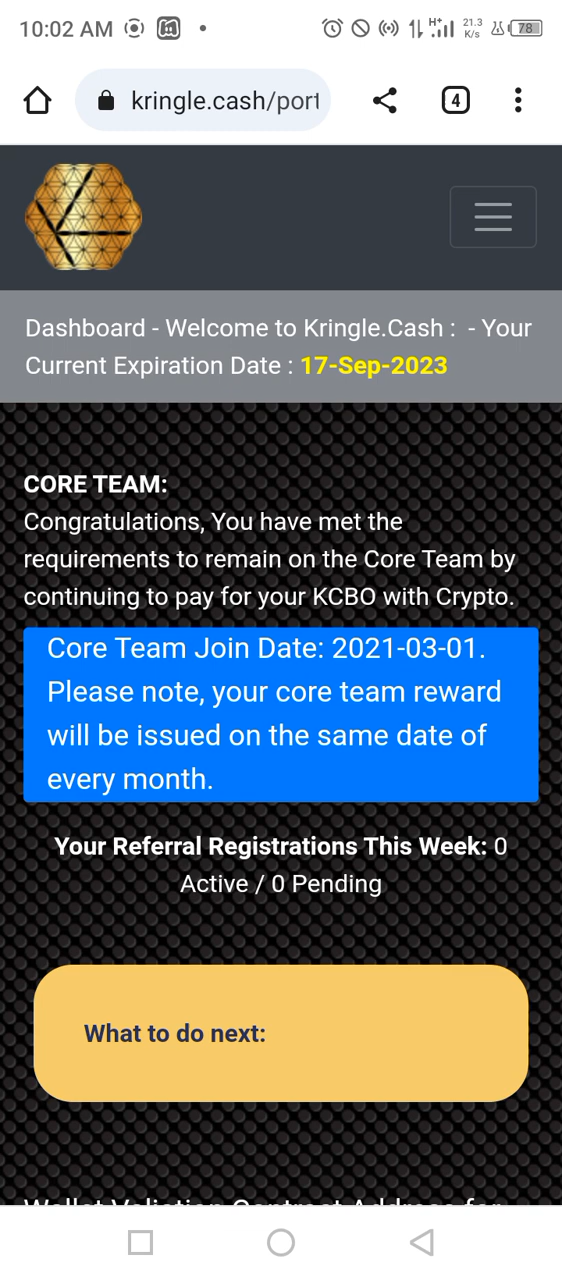 10:02 AM
H+
21.3
K/s
78
kringle.cash/port
4
Dashboard - Welcome to Kringle.Cash :  - Your
Current Expiration Date : 17-Sep-2023
CORE TEAM:
Congratulations, You have met the
requirements to remain on the Core Team by
continuing to pay for your KCBO with Crypto.
Core Team Join Date: 2021-03-01.
Please note, your core team reward
will be issued on the same date of
every month.
Your Referral Registrations This Week: 0
Active / 0 Pending
What to do next: